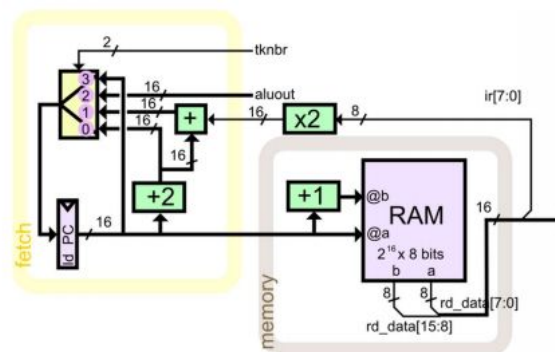 2
tknbr
3
16
2
16
aluout
1
16
0
16
+
16
x2
8
ir[7:0]
16
+2
+1
@b
RAM
16
@a
2^16 x 8 bits
b a
ld PC
16
8
8
rd_data[7:0]
rd_data[15:8]
fetch
memory